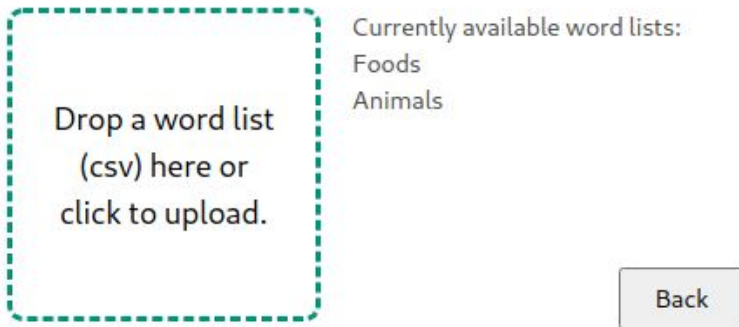 Drop a word list
(csv) here or
click to upload.
Currently available word lists:
Foods
Animals
Back